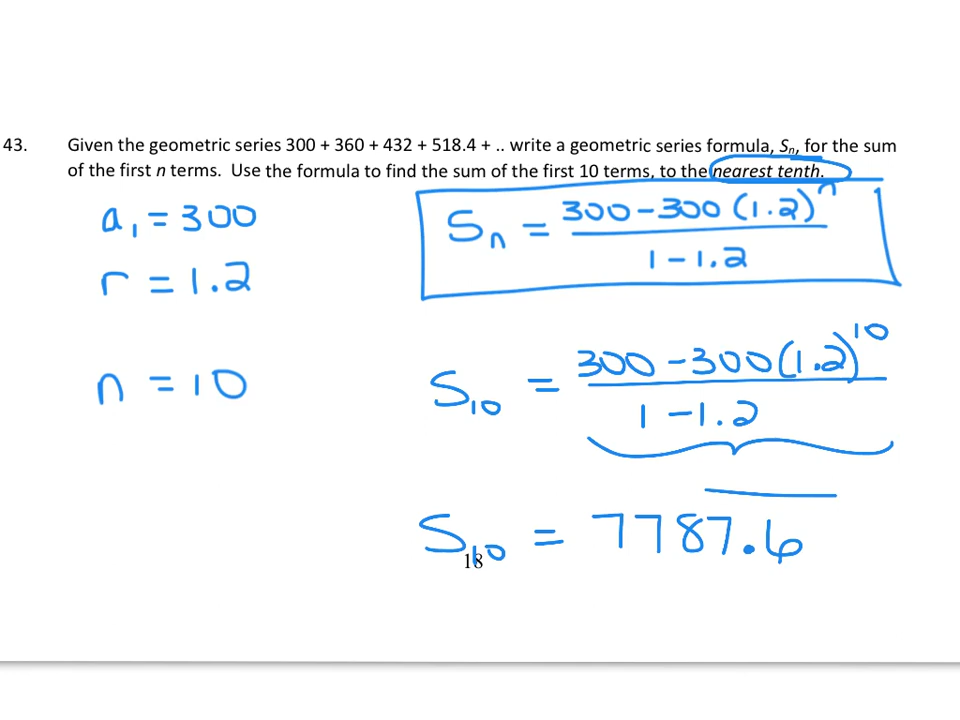 43. Given the geometric series 300 + 360 + 432 + 518.4 + .. write a geometric series formula, Sₙ, for the sum
of the first n terms.  Use the formula to find the sum of the first 10 terms, to the nearest tenth.
a₁ = 300
r = 1.2
n = 10
Sₙ = (300 - 300(1.2)ⁿ) / (1 - 1.2)
S₁₀ = (300 - 300(1.2)¹⁰) / (1 - 1.2)
S₁₀ = 7787.6
18